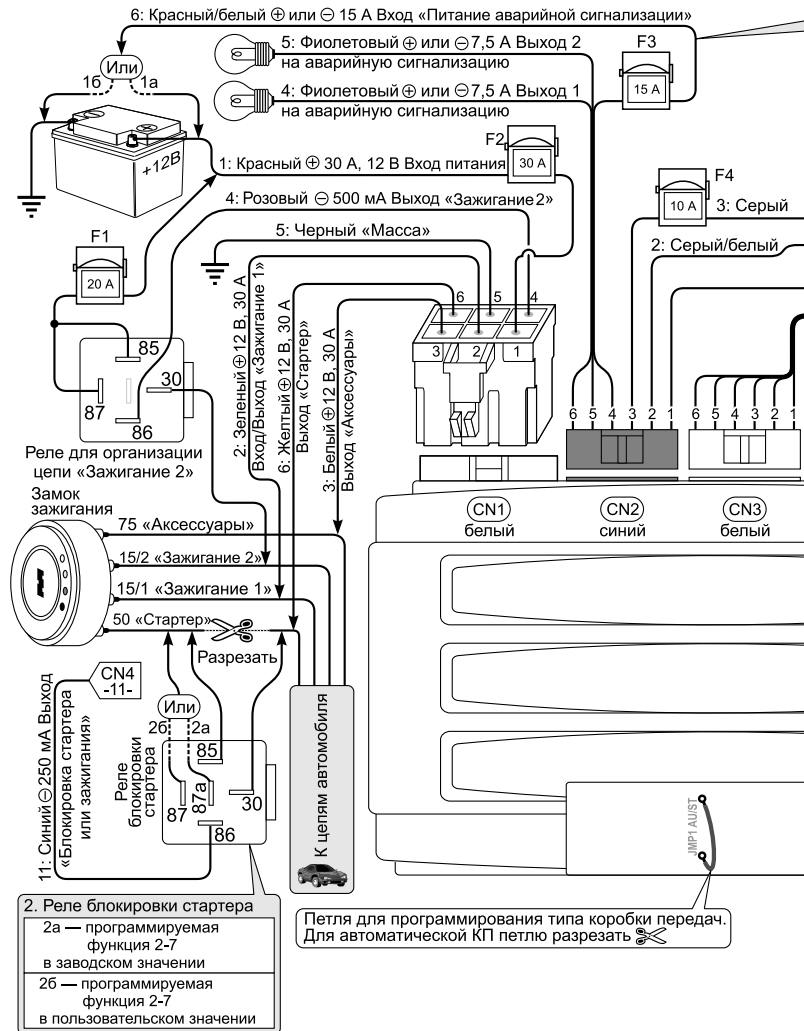 6: Красный/белый ⊕ или ⊖ 15 А Вход «Питание аварийной сигнализации»
Или
1б
1а
5: Фиолетовый ⊕ или ⊖7,5 А Выход 2
на аварийную сигнализацию
4: Фиолетовый ⊕ или ⊖7,5 А Выход 1
на аварийную сигнализацию
F3
15 А
+12В
F2
30 А
1: Красный ⊕ 30 А, 12 В Вход питания
4: Розовый ⊖ 500 мА Выход «Зажигание2»
5: Черный «Масса»
F4
10 А
3: Серый
2: Серый/белый
F1
20 А
85
30
87
86
Реле для организации
цепи «Зажигание 2»
2: Зеленый⊕12 В, 30 А
Вход/Выход «Зажигание 1»
6: Желтый⊕12 В, 30 А
Выход «Стартер»
3: Белый⊕12 В, 30 А
Выход «Аксессуары»
6 5 4
3 2 1
6 5 4 3 2 1
6 5 4 3 2 1
CN1
белый
CN2
синий
CN3
белый
Замок
зажигания
75 «Аксессуары»
15/2 «Зажигание 2»
15/1 «Зажигание 1»
50 «Стартер»
Разрезать
CN4
-11-
11: Синий⊖250 мА Выход
«Блокировка стартера
или зажигания»
Или
2б
2а
Реле
блокировки
стартера
85
87
87а
30
86
К цепям автомобиля
JMP1 AU/ST
2. Реле блокировки стартера
2а — программируемая
функция 2-7
в заводском значении
2б — программируемая
функция 2-7
в пользовательском значении
Петля для программирования типа коробки передач.
Для автоматической КП петлю разрезать